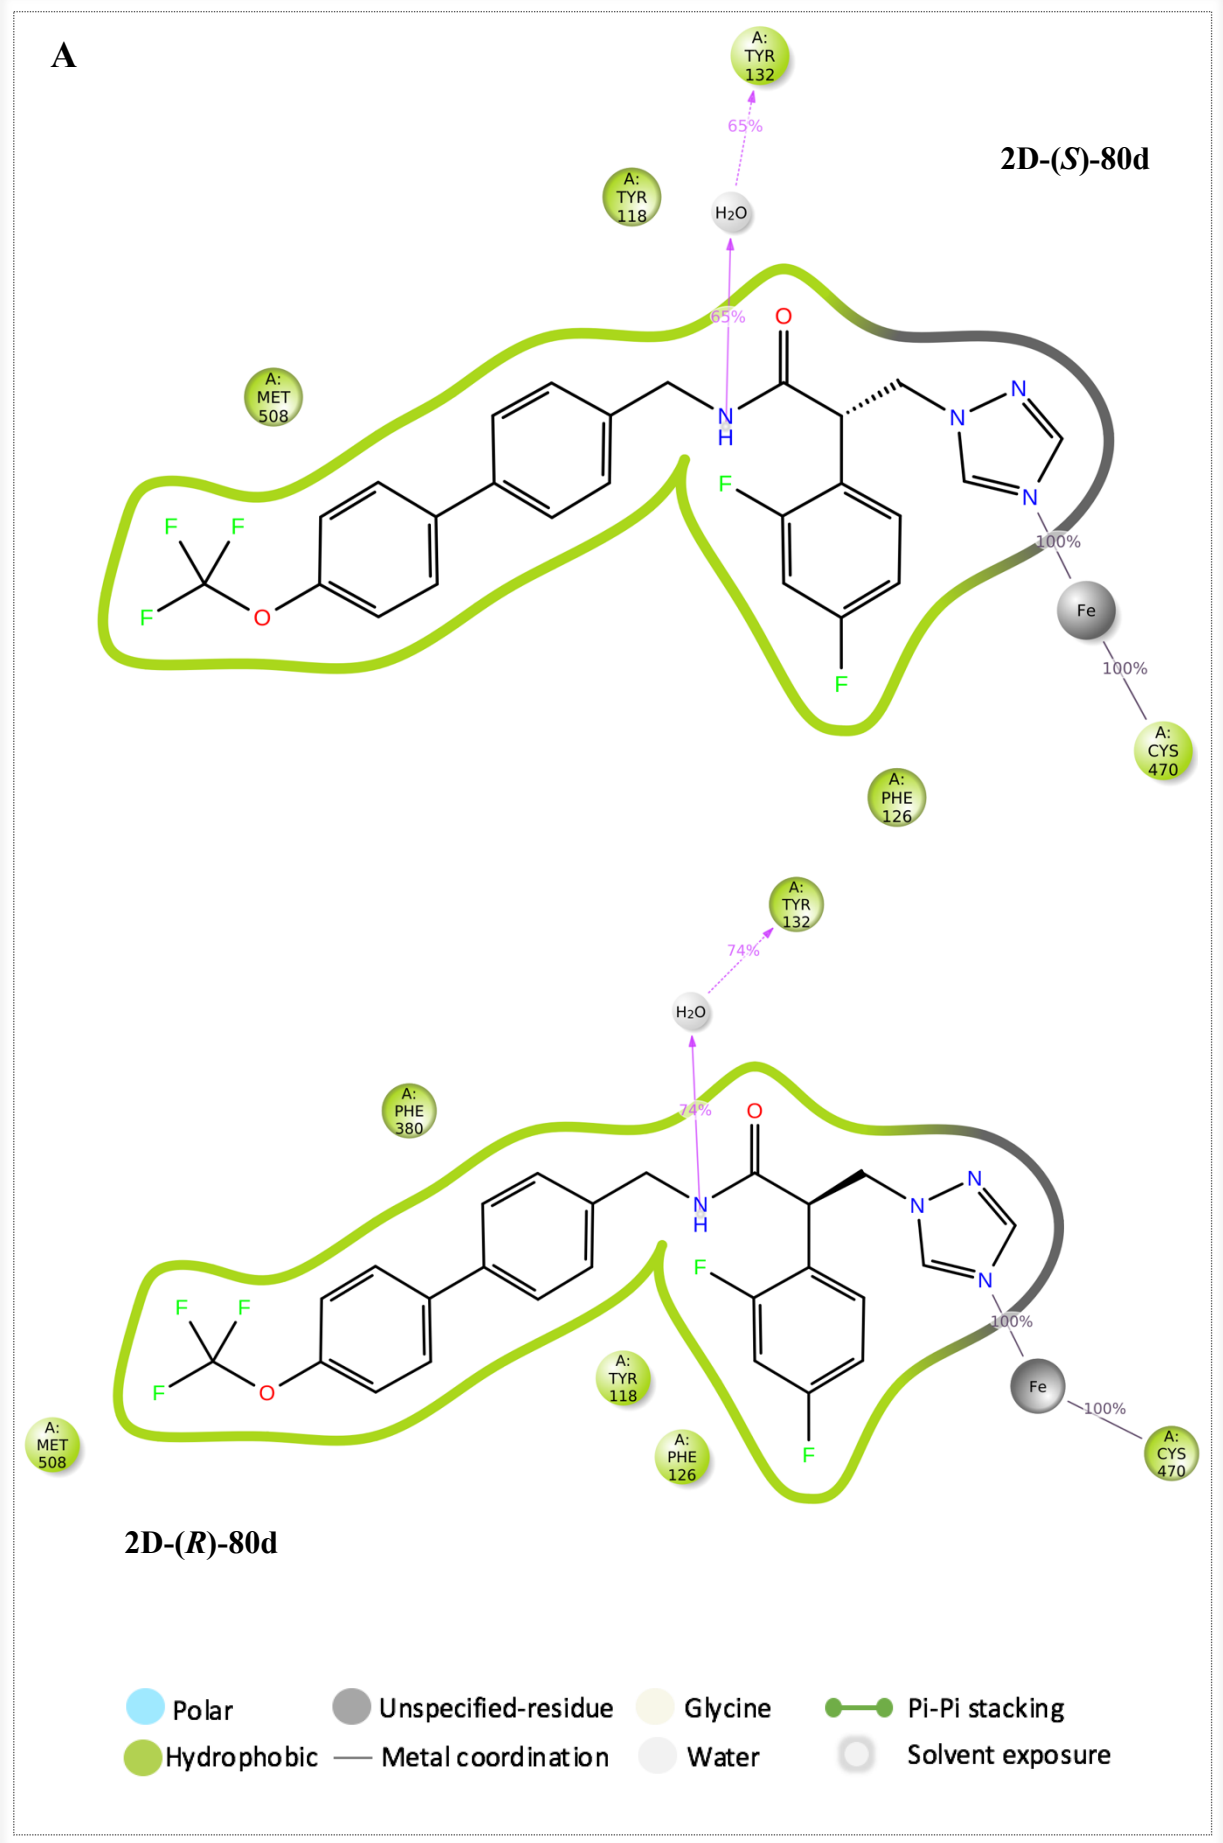 A
A:
TYR
132
65%
2D-(S)-80d
A:
TYR
118
H₂O
65%
O
A:
MET
508
N
H
N
N
N
F
F
F
F
O
F
100%
Fe
100%
F
A:
CYS
470
A:
PHE
126
A:
TYR
132
74%
H₂O
A:
PHE
380
74%
O
N
H
N
N
N
F
F
F
F
O
100%
A:
TYR
118
Fe
100%
A:
MET
508
A:
PHE
126
F
A:
CYS
470
2D-(R)-80d
Polar
Unspecified-residue
Glycine
Pi-Pi stacking
Hydrophobic
Metal coordination
Water
Solvent exposure